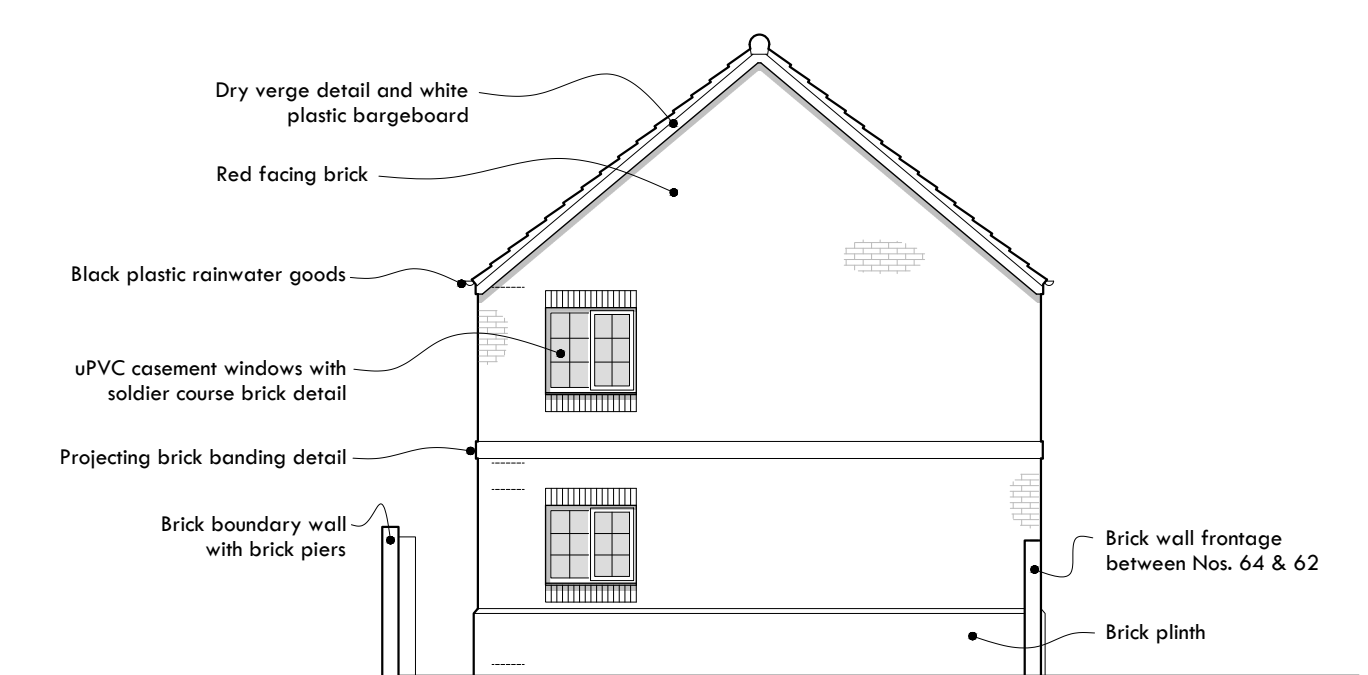 Dry verge detail and white
plastic bargeboard
Red facing brick
Black plastic rainwater goods
uPVC casement windows with
soldier course brick detail
Projecting brick banding detail
Brick boundary wall
with brick piers
Brick wall frontage
between Nos. 64 & 62
Brick plinth